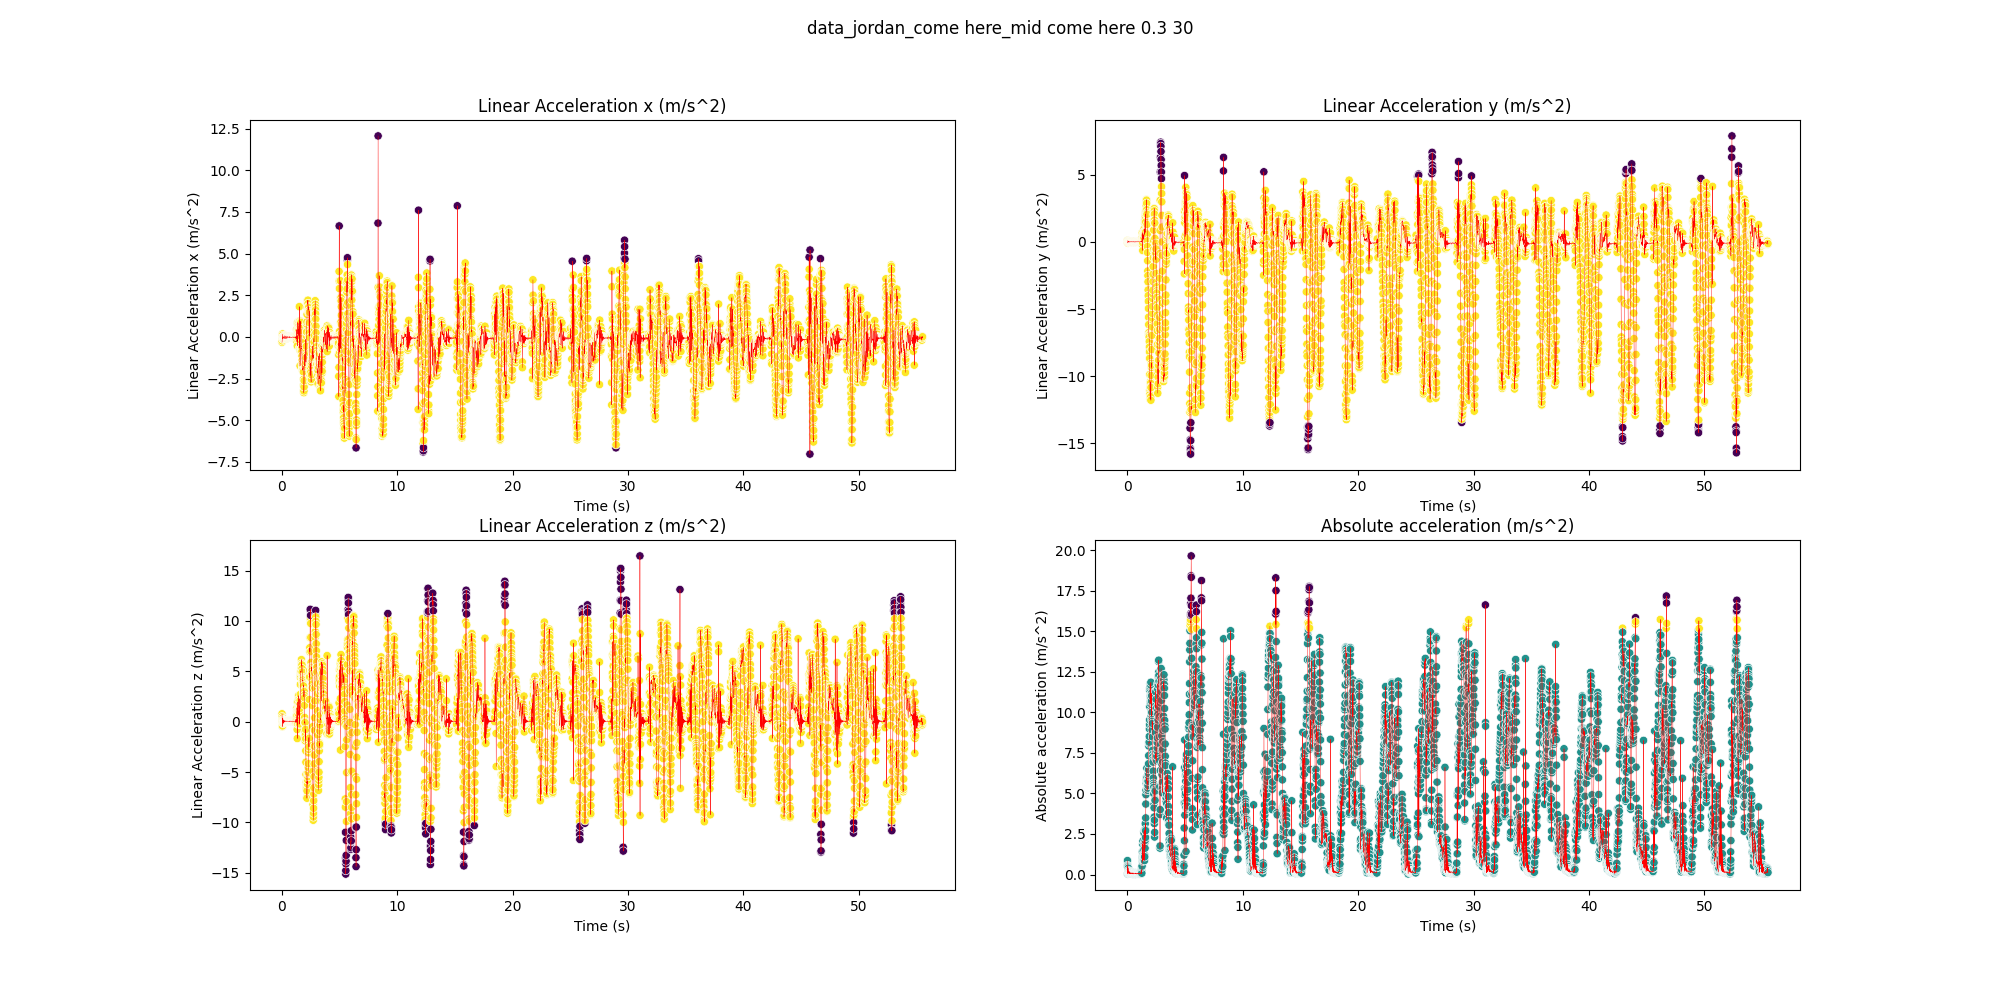 data_jordan_come here_mid come here 0.3 30
Linear Acceleration x (m/s^2)
Linear Acceleration x (m/s^2)
12.5
10.0
7.5
5.0
2.5
0.0
−2.5
−5.0
−7.5
0 10 20 30 40 50
Time (s)
Linear Acceleration y (m/s^2)
Linear Acceleration y (m/s^2)
5
0
−5
−10
−15
0 10 20 30 40 50
Time (s)
Linear Acceleration z (m/s^2)
Linear Acceleration z (m/s^2)
15
10
5
0
−5
−10
−15
0 10 20 30 40 50
Time (s)
Absolute acceleration (m/s^2)
Absolute acceleration (m/s^2)
20.0
17.5
15.0
12.5
10.0
7.5
5.0
2.5
0.0
0 10 20 30 40 50
Time (s)